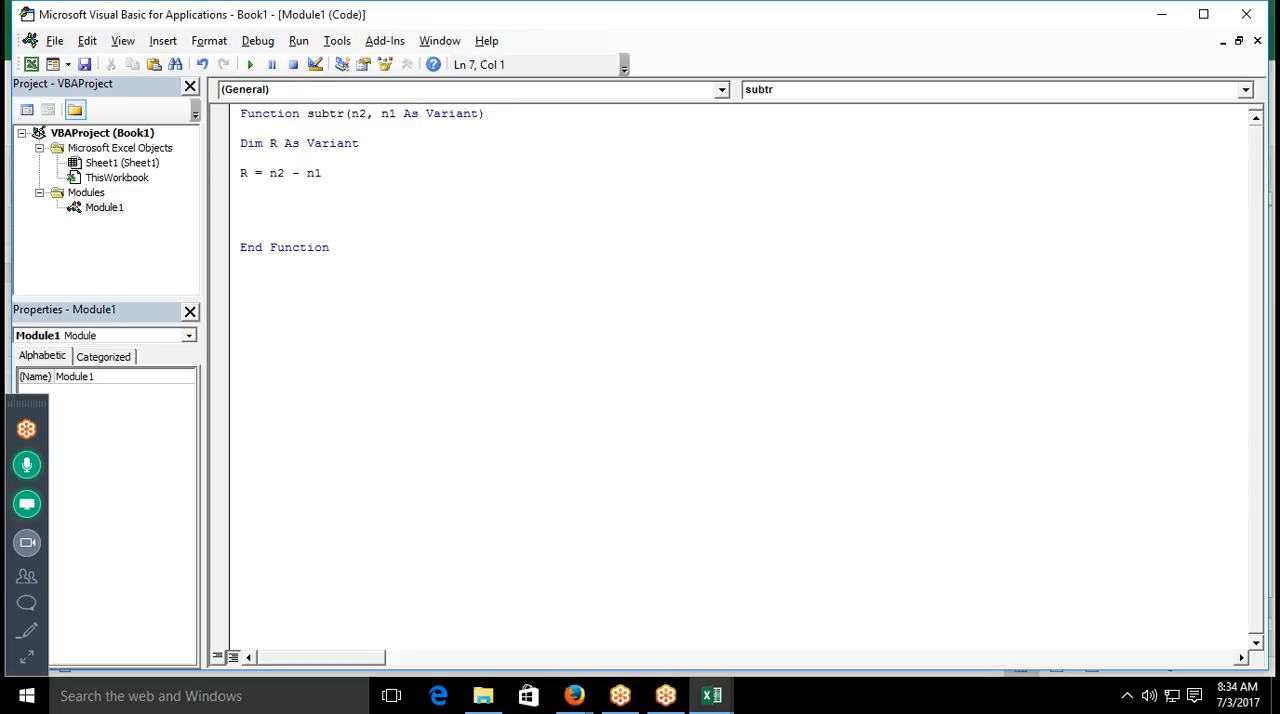 Microsoft Visual Basic for Applications - Book1 - [Module1 (Code)]
File Edit View Insert Format Debug Run Tools Add-Ins Window Help
Ln 7, Col 1
Project - VBAProject
(General)
subtr
VBAProject (Book1)
Microsoft Excel Objects
Sheet1 (Sheet1)
ThisWorkbook
Modules
Module1
Function subtr(n2, n1 As Variant)
Dim R As Variant
R = n2 - n1
End Function
Properties - Module1
Module1 Module
Alphabetic Categorized
(Name) Module1
Search the web and Windows
8:34 AM
7/3/2017